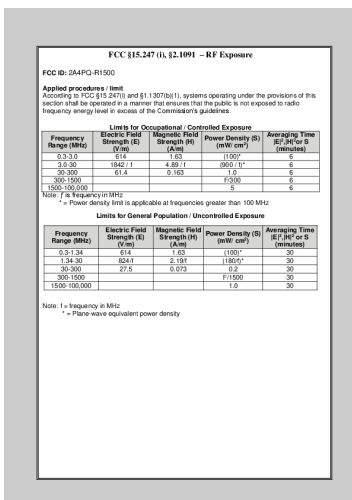 FCC §15.247 (i), §2.1091 – RF Exposure
FCC ID: 2A4PQ-R1500
Applied procedures / limit
According to FCC §15.247(i) and §1.1307(b)(1), systems operating under the provisions of this
section shall be operated in a manner that ensures that the public is not exposed to radio
frequency energy level in excess of the Commission's guidelines.
Limits for Occupational / Controlled Exposure
Frequency Range (MHz) Electric Field Strength (E) (V/m) Magnetic Field Strength (H) (A/m) Power Density (S) (mW/ cm²) Averaging Time |E|²,|H|²or S (minutes)
0.3-3.0 614 1.63 (100)* 6
3.0-30 1842 / f 4.89 / f (900 / f)* 6
30-300 61.4 0.163 1.0 6
300-1500 F/300 6
1500-100,000 5 6
Note: f is frequency in MHz
* = Power density limit is applicable at frequencies greater than 100 MHz
Limits for General Population / Uncontrolled Exposure
Frequency Range (MHz) Electric Field Strength (E) (V/m) Magnetic Field Strength (H) (A/m) Power Density (S) (mW/ cm²) Averaging Time |E|²,|H|² or S (minutes)
0.3-1.34 614 1.63 (100)* 30
1.34-30 824/f 2.19/f (180/f)* 30
30-300 27.5 0.073 0.2 30
300-1500 F/1500 30
1500-100,000 1.0 30
Note: f = frequency in MHz
* = Plane-wave equivalent power density